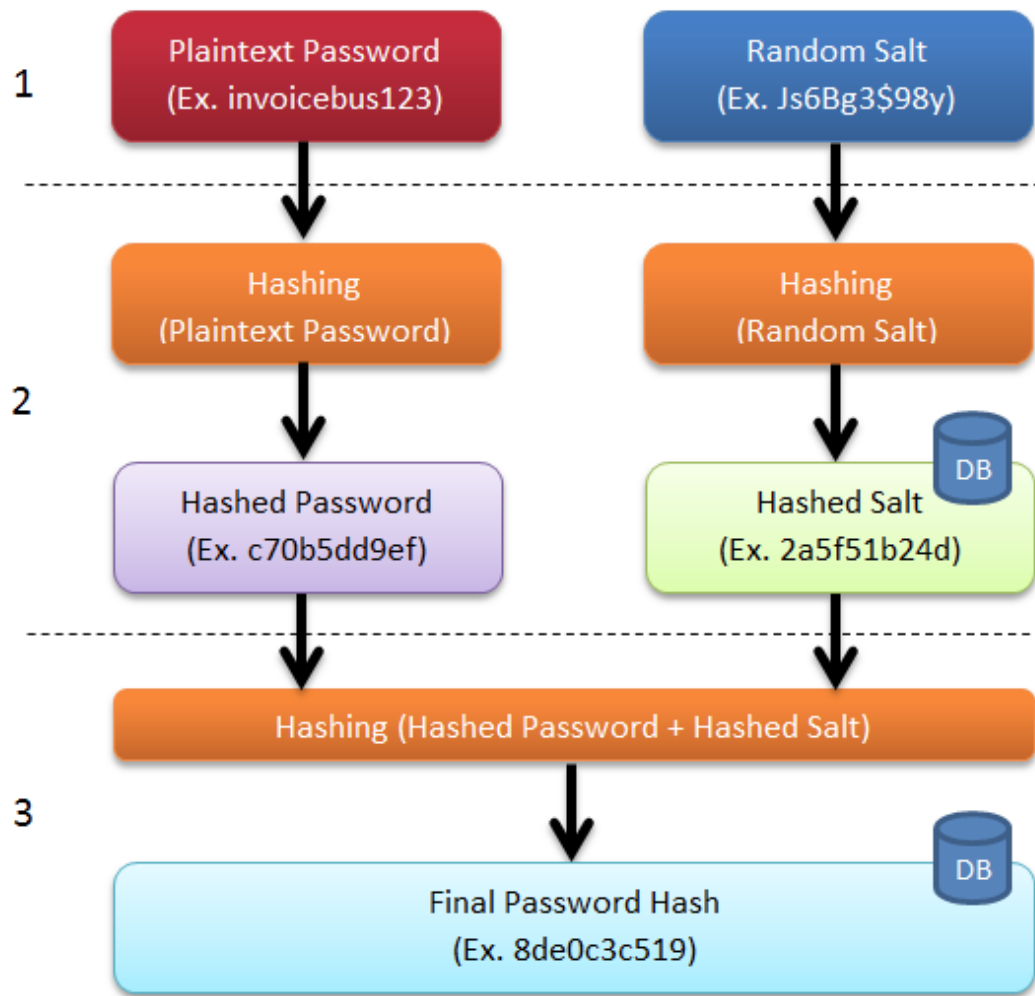 1
Plaintext Password
(Ex. invoicebus123)
Random Salt
(Ex. Js6Bg3$98y)
Hashing
(Plaintext Password)
Hashing
(Random Salt)
2
DB
Hashed Password
(Ex. c70b5dd9ef)
Hashed Salt
(Ex. 2a5f51b24d)
Hashing (Hashed Password + Hashed Salt)
3
DB
Final Password Hash
(Ex. 8de0c3c519)